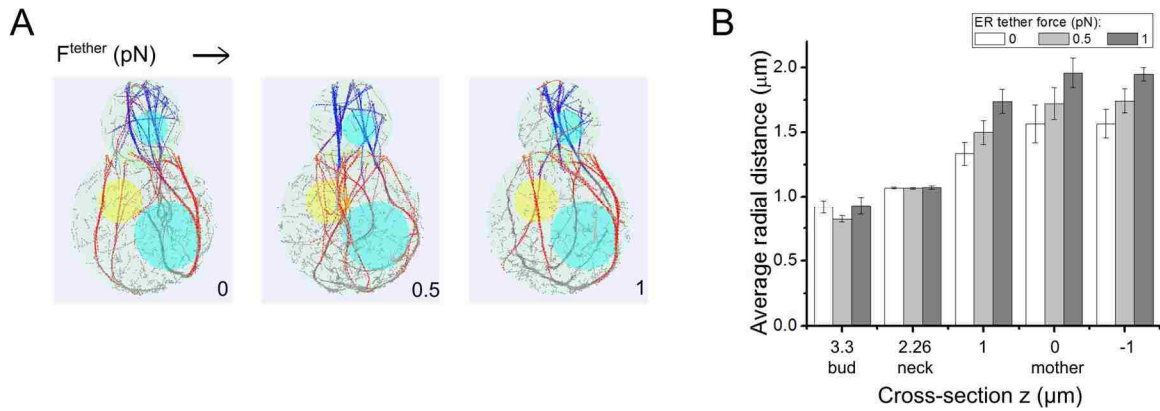 A
F^tether (pN) →
0
0.5
1
B
ER tether force (pN):
0 0.5 1
Average radial distance (μm)
2.0
1.5
1.0
0.5
0.0
3.3 2.26 1 0 -1
bud neck mother
Cross-section z (μm)